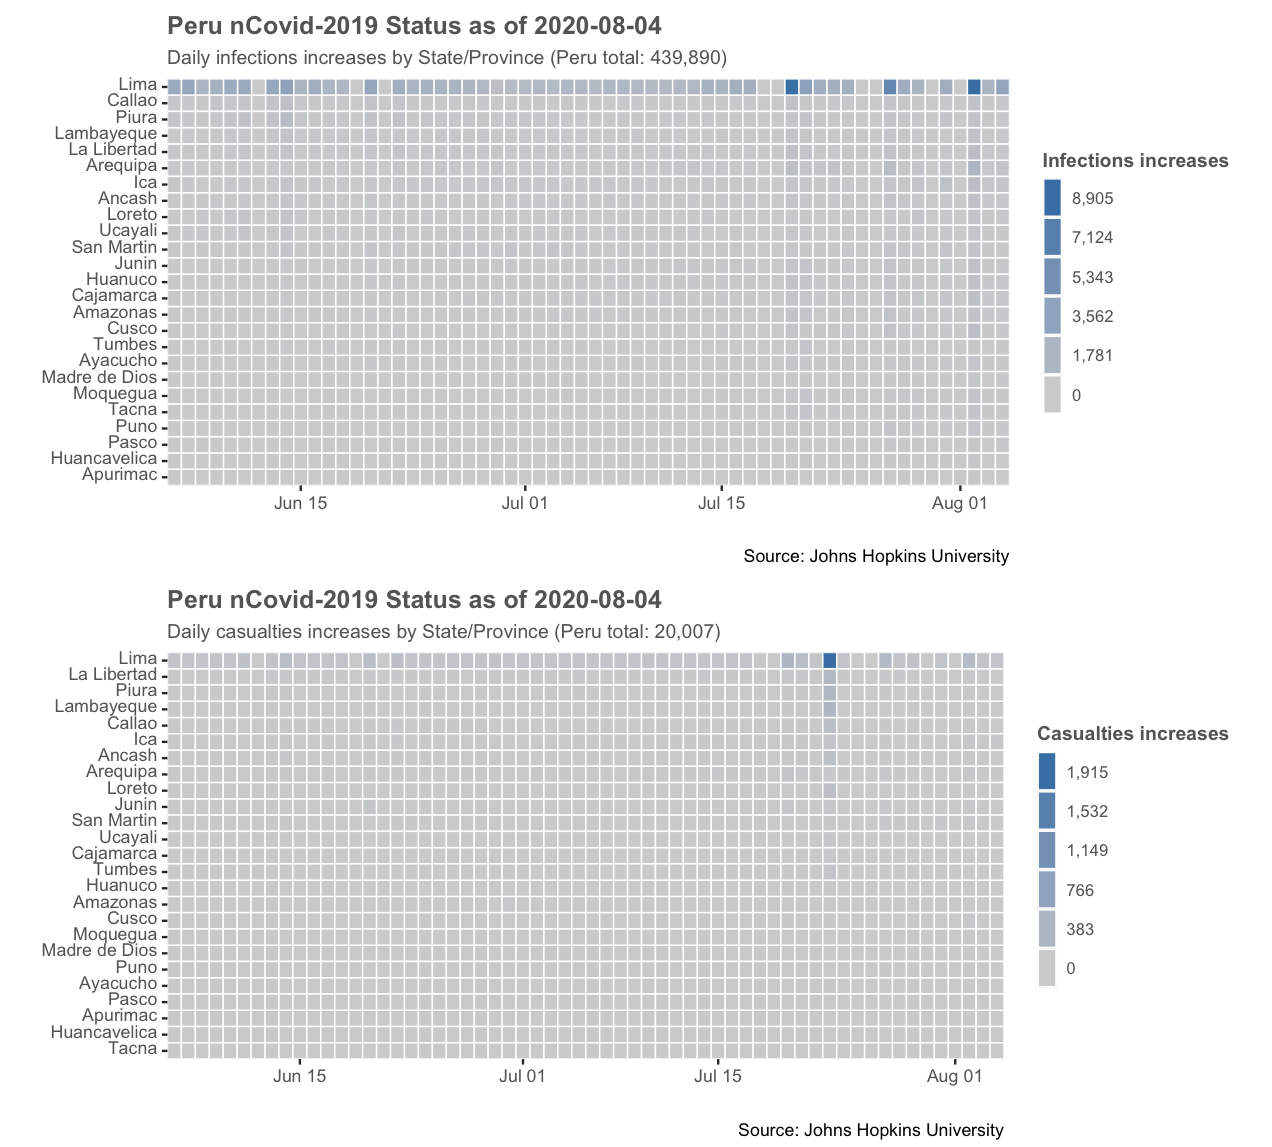 Peru nCovid-2019 Status as of 2020-08-04
Daily infections increases by State/Province (Peru total: 439,890)
Lima
Callao
Piura
Lambayeque
La Libertad
Arequipa
Ica
Ancash
Loreto
Ucayali
San Martin
Junin
Huanuco
Cajamarca
Amazonas
Cusco
Tumbes
Ayacucho
Madre de Dios
Moquegua
Tacna
Puno
Pasco
Huancavelica
Apurimac
Jun 15 Jul 01 Jul 15 Aug 01
Infections increases
8,905
7,124
5,343
3,562
1,781
0
Source: Johns Hopkins University
Peru nCovid-2019 Status as of 2020-08-04
Daily casualties increases by State/Province (Peru total: 20,007)
Lima
La Libertad
Piura
Lambayeque
Callao
Ica
Ancash
Arequipa
Loreto
Junin
San Martin
Ucayali
Cajamarca
Tumbes
Huanuco
Amazonas
Cusco
Moquegua
Madre de Dios
Puno
Ayacucho
Pasco
Apurimac
Huancavelica
Tacna
Jun 15 Jul 01 Jul 15 Aug 01
Casualties increases
1,915
1,532
1,149
766
383
0
Source: Johns Hopkins University